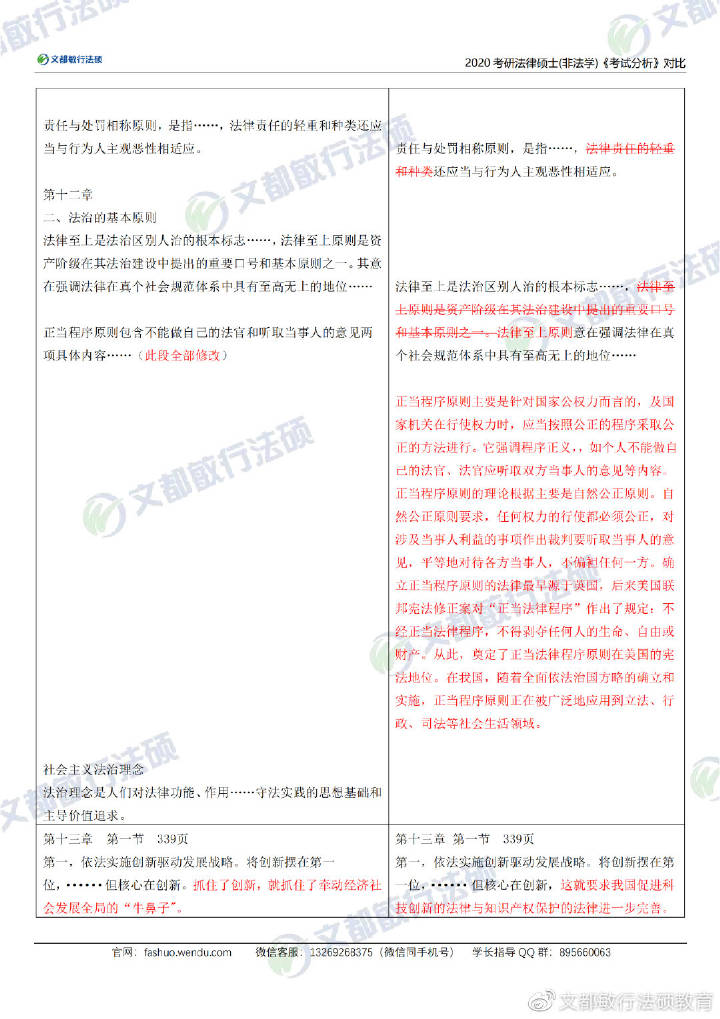 文都敏行法硕
2020 考研法律硕士(非法学)《考试分析》对比
责任与处罚相称原则，是指……，法律责任的轻重和种类还应
当与行为人主观恶性相适应。
第十二章
二、法治的基本原则
法律至上是法治区别人治的根本标志……，法律至上原则是资
产阶级在其法治建设中提出的重要口号和基本原则之一。其意
在强调法律在真个社会规范体系中具有至高无上的地位……
正当程序原则包含不能做自己的法官和听取当事人的意见两
项具体内容……（此段全部修改）
社会主义法治理念
法治理念是人们对法律功能、作用……守法实践的思想基础和
主导价值追求。
责任与处罚相称原则，是指……，法律责任的轻重
和种类还应当与行为人主观恶性相适应。
法律至上是法治区别人治的根本标志……，法律至
上原则是资产阶级在其法治建设中提出的重要口号
和基本原则之一。法律至上原则意在强调法律在真
个社会规范体系中具有至高无上的地位……
正当程序原则主要是针对国家公权力而言的，及国
家机关在行使权力时，应当按照公正的程序采取公
正的方法进行。它强调程序正义，，如个人不能做自
己的法官、法官应听取双方当事人的意见等内容。
正当程序原则的理论根据主要是自然公正原则。自
然公正原则要求，任何权力的行使都必须公正，对
涉及当事人利益的事项作出裁判要听取当事人的意
见，平等地对待各方当事人，不偏袒任何一方。确
立正当程序原则的法律最早源于英国，后来美国联
邦宪法修正案对“正当法律程序”作出了规定：不
经正当法律程序，不得剥夺任何人的生命、自由或
财产。从此，奠定了正当法律程序原则在美国的宪
法地位。在我国，随着全面依法治国方略的确立和
实施，正当程序原则正在被广泛地应用到立法、行
政、司法等社会生活领域。
第十三章 第一节 339页
第一，依法实施创新驱动发展战略。将创新摆在第一
位，······但核心在创新。抓住了创新，就抓住了牵动经济社
会发展全局的“牛鼻子”。
第十三章 第一节 339页
第一，依法实施创新驱动发展战略。将创新摆在第
一位，······但核心在创新，这就要求我国促进科
技创新的法律与知识产权保护的法律进一步完善。
官网：fashuo.wendu.com 微信客服：13269268375（微信同手机号） 学长指导 QQ 群：895660063
文都敏行法硕
文都敏行法硕
文都敏行法硕
文都敏行法硕
文都敏行法硕
文都敏行法硕
@文都敏行法硕教育